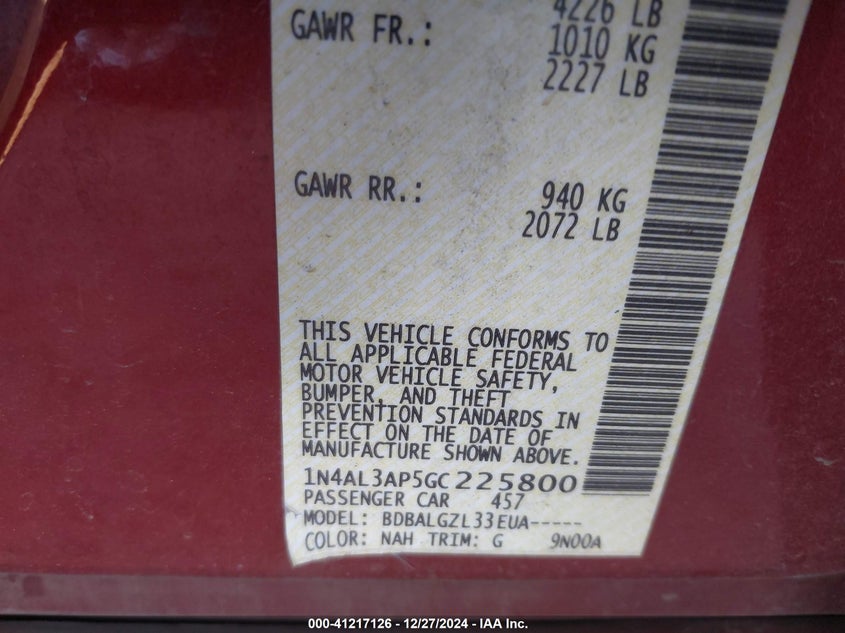 4226 LB
GAWR FR.: 1010 KG
2227 LB
GAWR RR.: 940 KG
2072 LB
THIS VEHICLE CONFORMS TO
ALL APPLICABLE FEDERAL
MOTOR VEHICLE SAFETY,
BUMPER, AND THEFT
PREVENTION STANDARDS IN
EFFECT ON THE DATE OF
MANUFACTURE SHOWN ABOVE.
1N4AL3AP5GC225800
PASSENGER CAR 457
MODEL: BDBALGZL33EUA-----
COLOR: NAH TRIM: G 9N00A
000-41217126 - 12/27/2024 - IAA Inc.